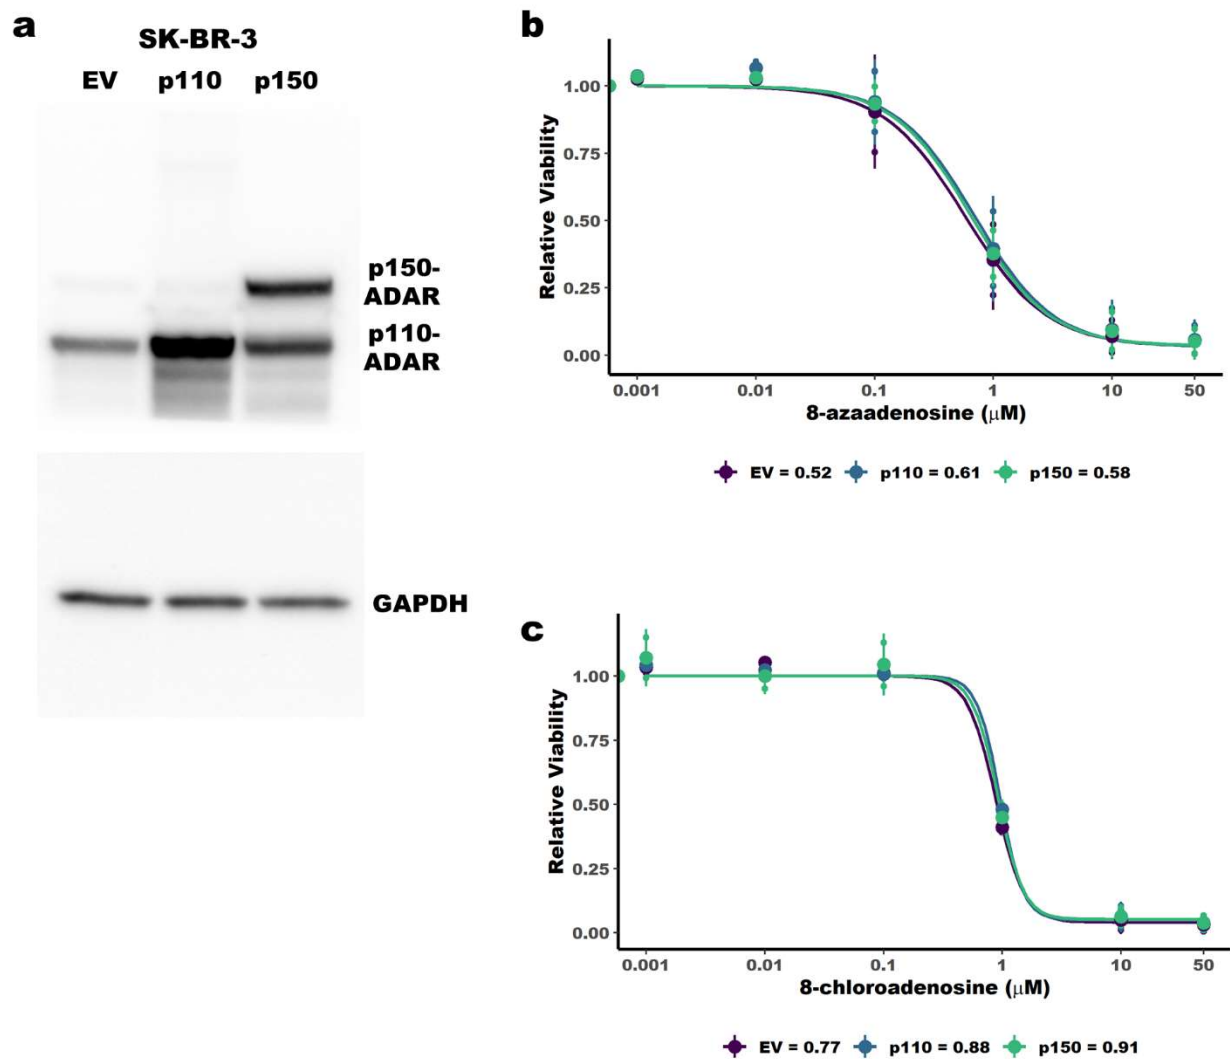 a
SK-BR-3
EV p110 p150
p150-
ADAR
p110-
ADAR
GAPDH
b
Relative Viability
1.00
0.75
0.50
0.25
0.00
0.001 0.01 0.1 1 10 50
8-azaadenosine (μM)
EV = 0.52 p110 = 0.61 p150 = 0.58
c
Relative Viability
1.00
0.75
0.50
0.25
0.00
0.001 0.01 0.1 1 10 50
8-chloroadenosine (μM)
EV = 0.77 p110 = 0.88 p150 = 0.91